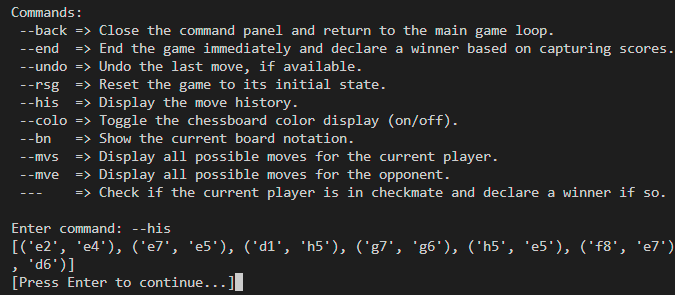 Commands:
--back => Close the command panel and return to the main game loop.
--end => End the game immediately and declare a winner based on capturing scores.
--undo => Undo the last move, if available.
--rsg => Reset the game to its initial state.
--his => Display the move history.
--colo => Toggle the chessboard color display (on/off).
--bn => Show the current board notation.
--mvs => Display all possible moves for the current player.
--mve => Display all possible moves for the opponent.
--- => Check if the current player is in checkmate and declare a winner if so.
Enter command: --his
[('e2', 'e4'), ('e7', 'e5'), ('d1', 'h5'), ('g7', 'g6'), ('h5', 'e5'), ('f8', 'e7')
, 'd6')]
[Press Enter to continue...]